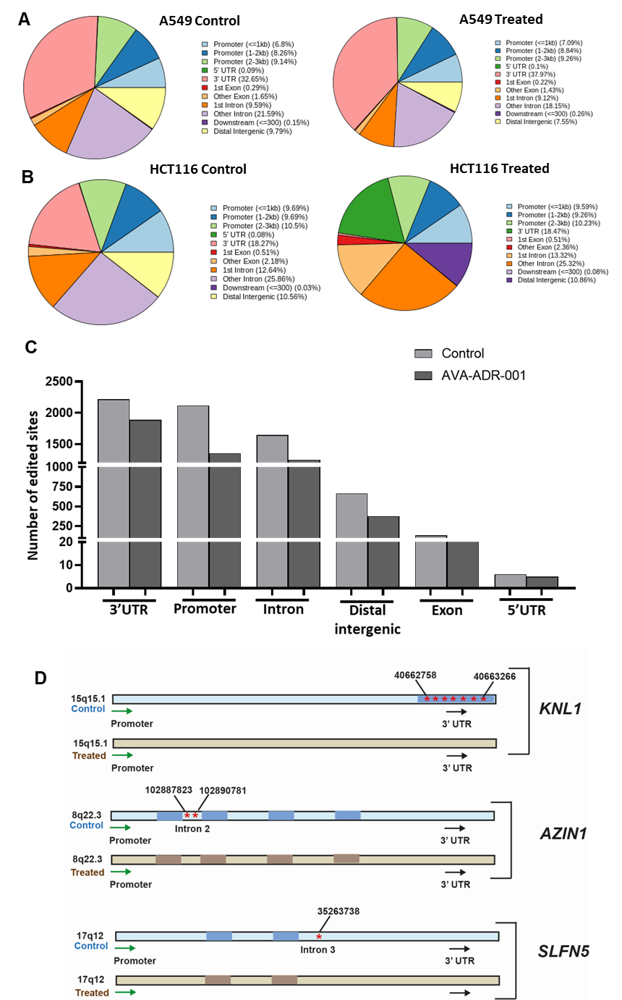 A
A549 Control
Promoter (<=1kb) (6.8%)
Promoter (1-2kb) (8.26%)
Promoter (2-3kb) (9.14%)
5' UTR (0.09%)
3' UTR (32.65%)
1st Exon (0.29%)
Other Exon (1.65%)
1st Intron (9.59%)
Other Intron (21.59%)
Downstream (<=300) (0.15%)
Distal Intergenic (9.79%)
A549 Treated
Promoter (<=1kb) (7.09%)
Promoter (1-2kb) (8.84%)
Promoter (2-3kb) (9.26%)
5' UTR (0.1%)
3' UTR (37.97%)
1st Exon (0.22%)
Other Exon (1.43%)
1st Intron (9.12%)
Other Intron (18.15%)
Downstream (<=300) (0.26%)
Distal Intergenic (7.55%)
B
HCT116 Control
Promoter (<=1kb) (9.69%)
Promoter (1-2kb) (9.69%)
Promoter (2-3kb) (10.5%)
5' UTR (0.08%)
3' UTR (18.27%)
1st Exon (0.51%)
Other Exon (2.18%)
1st Intron (12.64%)
Other Intron (25.86%)
Downstream (<=300) (0.03%)
Distal Intergenic (10.56%)
HCT116 Treated
Promoter (<=1kb) (9.59%)
Promoter (1-2kb) (9.26%)
Promoter (2-3kb) (10.23%)
3' UTR (18.47%)
1st Exon (0.51%)
Other Exon (2.36%)
1st Intron (13.32%)
Other Intron (25.32%)
Downstream (<=300) (0.08%)
Distal Intergenic (10.86%)
C
Control
AVA-ADR-001
Number of edited sites
2500
2000
1500
1000
750
500
250
20
10
0
3'UTR
Promoter
Intron
Distal
intergenic
Exon
5'UTR
D
40662758
40663266
15q15.1
Control
* * * * * * *
Promoter
3' UTR
KNL1
15q15.1
Treated
Promoter
3' UTR
102887823
102890781
8q22.3
Control
* *
Intron 2
Promoter
3' UTR
AZIN1
8q22.3
Treated
Promoter
3' UTR
35263738
17q12
Control
*
Intron 3
Promoter
3' UTR
SLFN5
17q12
Treated